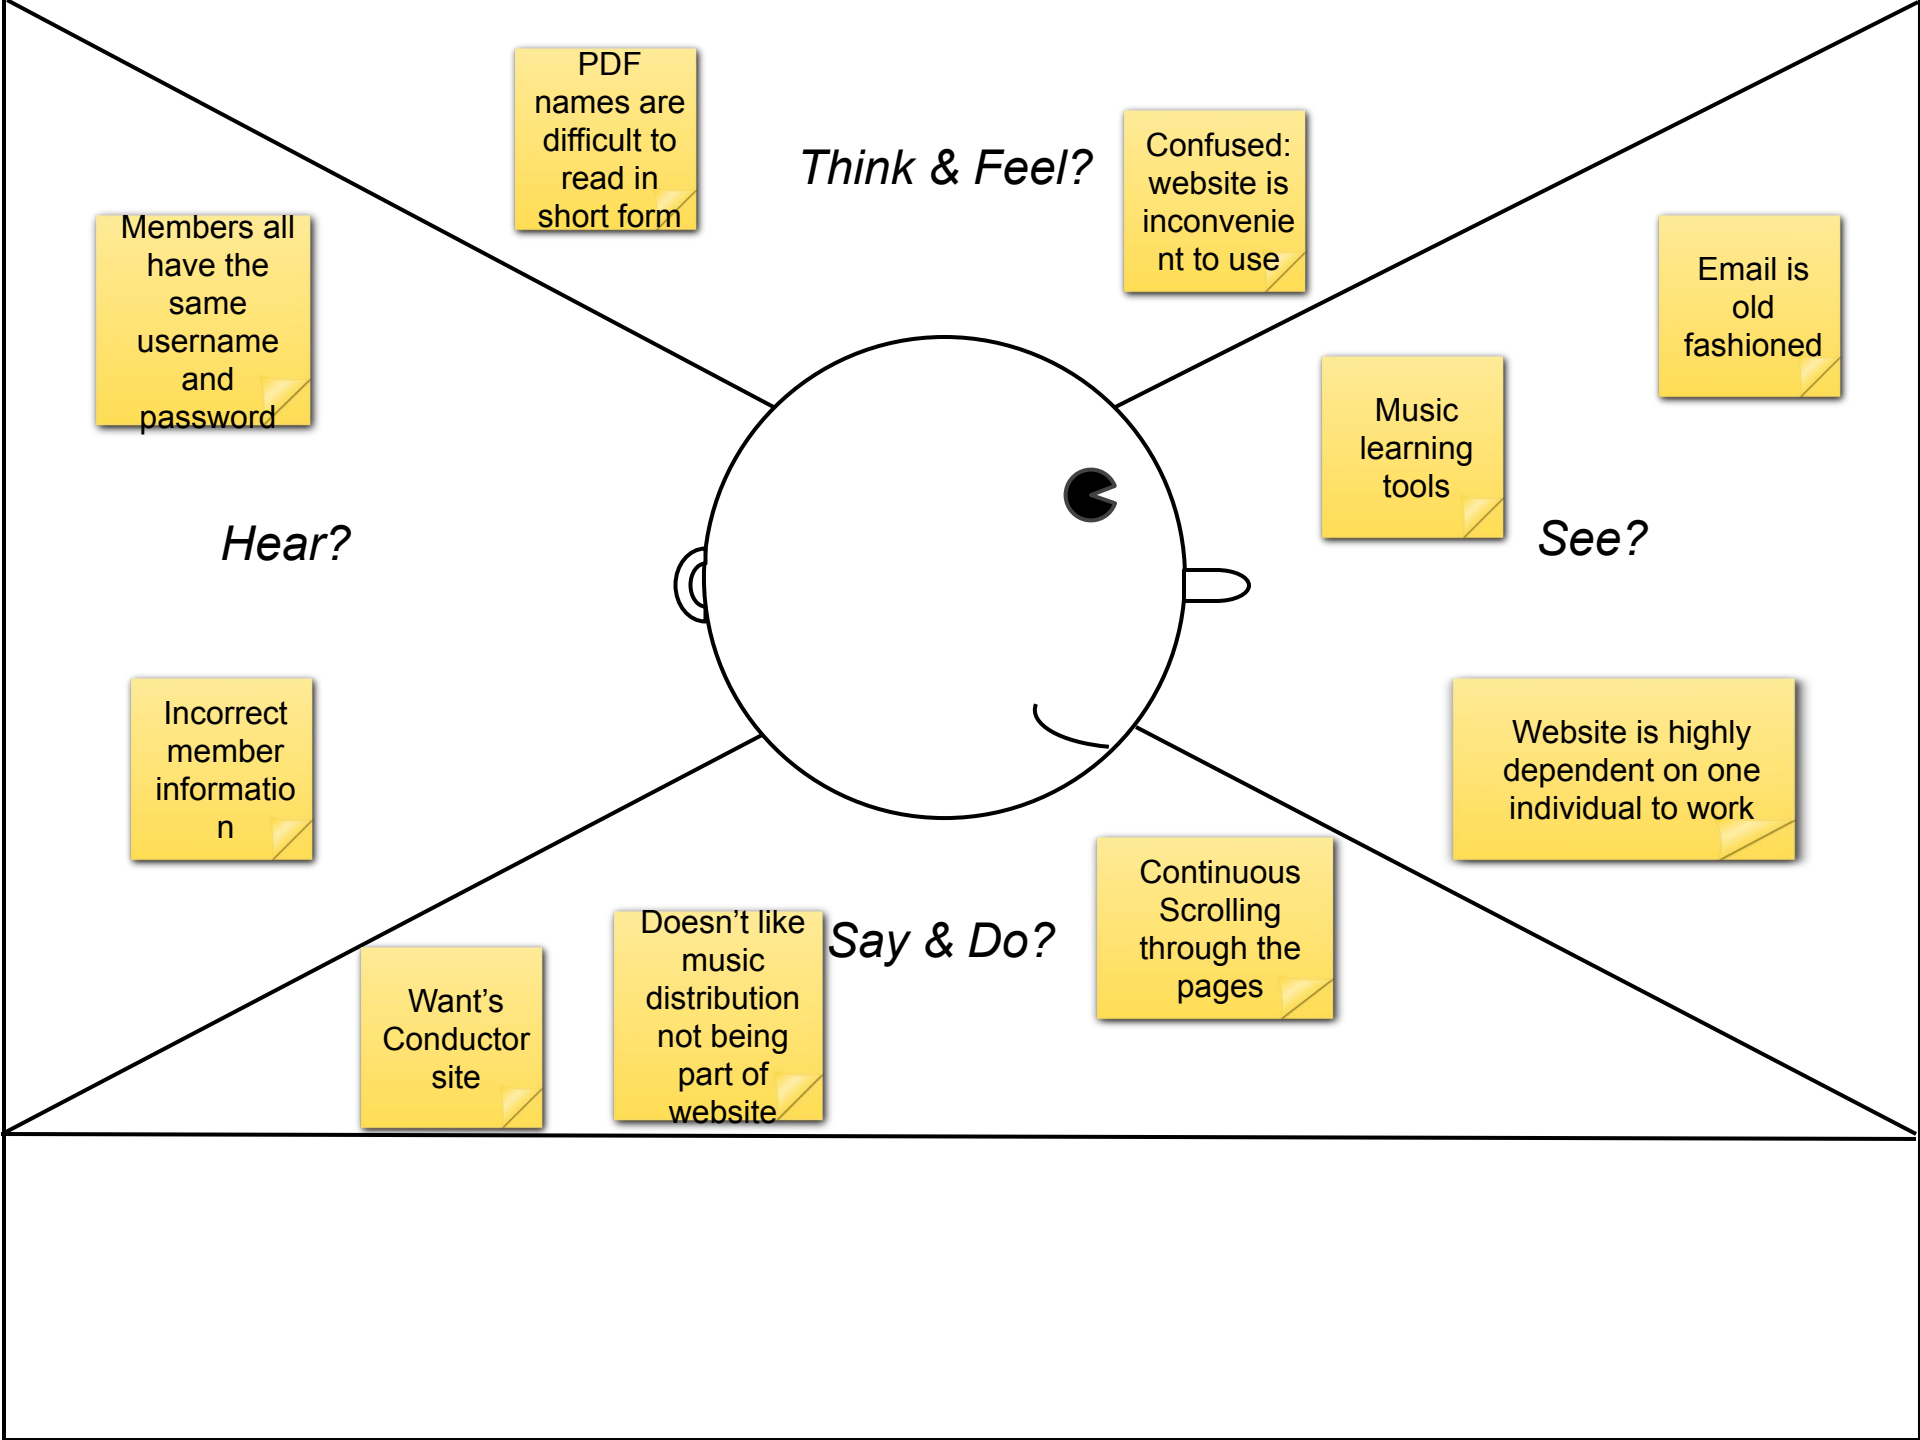 PDF
names are
difficult to
read in
short form
Think & Feel?
Confused:
website is
inconvenie
nt to use
Members all
have the
same
username
and
password
Email is
old
fashioned
Music
learning
tools
Hear?
See?
Incorrect
member
informatio
n
Website is highly
dependent on one
individual to work
Want’s
Conductor
site
Doesn’t like
music
distribution
not being
part of
website
Say & Do?
Continuous
Scrolling
through the
pages